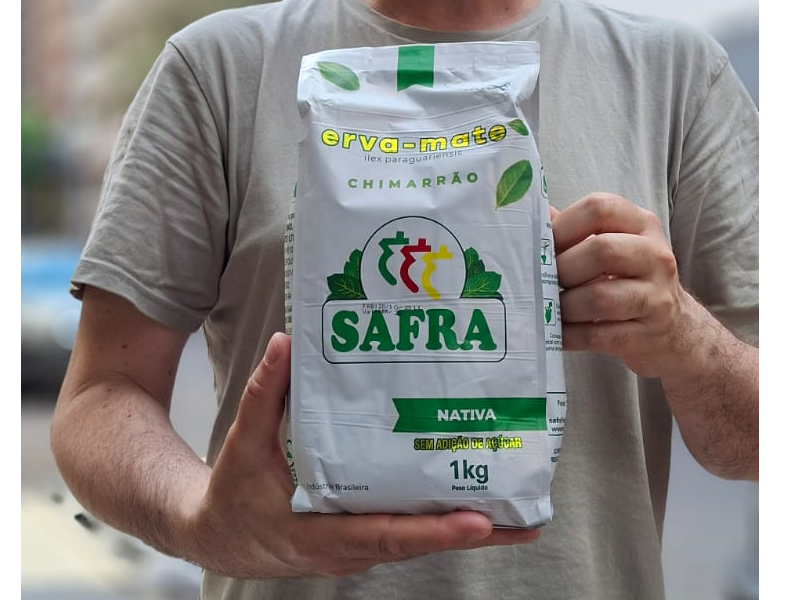 erva-mate
ilex paraguariensis
CHIMARRÃO
SAFRA
NATIVA
SEM ADIÇÃO DE AÇÚCAR
1kg
Peso Líquido
Indústria Brasileira